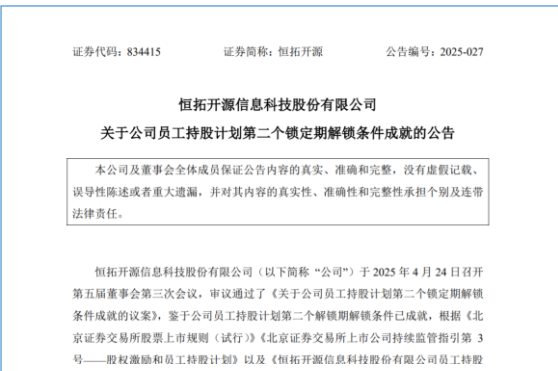 证券代码：834415 证券简称：恒拓开源 公告编号：2025-027
恒拓开源信息科技股份有限公司
关于公司员工持股计划第二个锁定期解锁条件成就的公告
本公司及董事会全体成员保证公告内容的真实、准确和完整，没有虚假记载、
误导性陈述或者重大遗漏，并对其内容的真实性、准确性和完整性承担个别及连带
法律责任。
恒拓开源信息科技股份有限公司（以下简称“公司”）于 2025 年 4 月 24 日召开
第五届董事会第三次会议，审议通过了《关于公司员工持股计划第二个锁定期解锁
条件成就的议案》，鉴于公司员工持股计划第二个解锁期解锁条件已成就，根据《北
京证券交易所股票上市规则（试行）》《北京证券交易所上市公司持续监管指引第 3
号——股权激励和员工持股计划》以及《恒拓开源信息科技股份有限公司员工持股